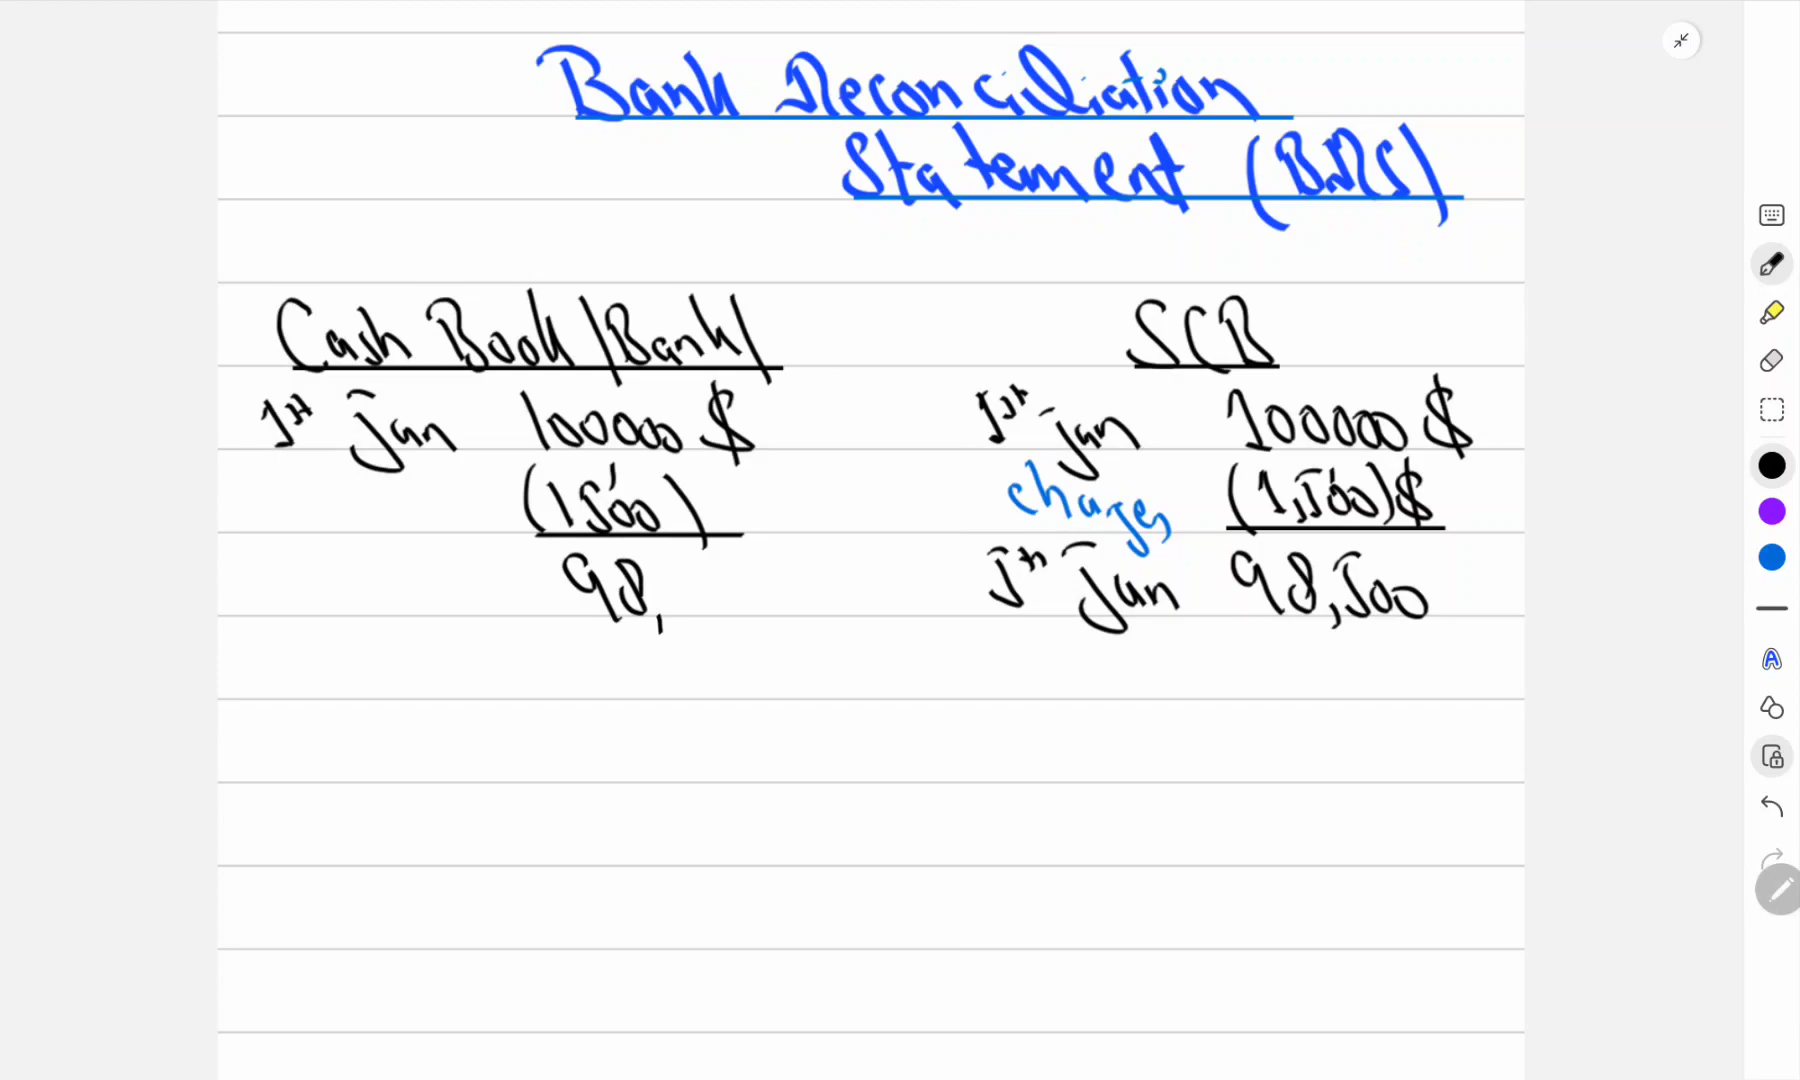 Bank Reconciliation
Statement (BRS)
Cash Book /Bank/ SCB
1st Jan 100000 $ 1st Jan 100000 $
(1500) charges (1,500)$
98, 5th Jan 98,500
A